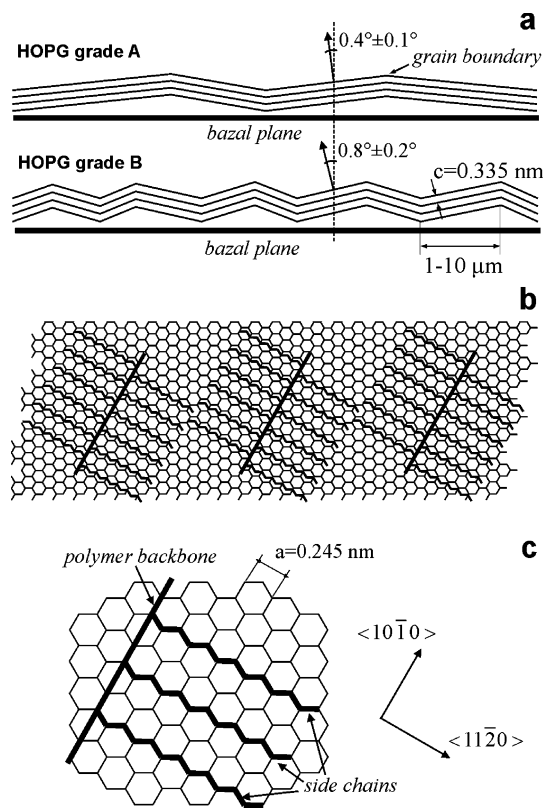 a
HOPG grade A
0.4°±0.1°
grain boundary
bazal plane
HOPG grade B
0.8°±0.2°
c=0.335 nm
bazal plane
1-10 μm
b
c
polymer backbone
a=0.245 nm
<101̄0>
<112̄0>
side chains